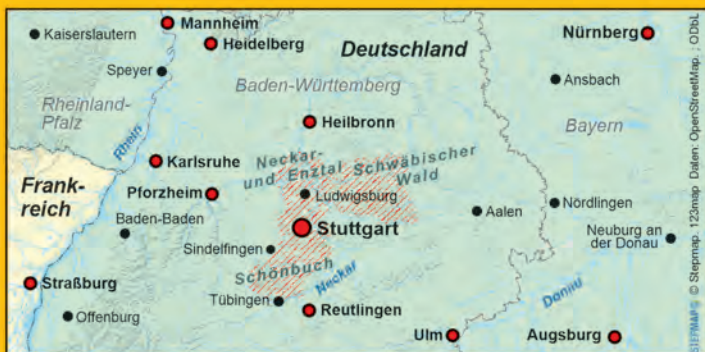 Mannheim
Kaiserslautern
Heidelberg
Deutschland
Nürnberg
Speyer
Baden-Württemberg
Ansbach
Rheinland-
Pfalz
Rhein
Heilbronn
Bayern
Karlsruhe
Neckar-
und Enztal
Schwäbischer
Wald
Frank-
reich
Pforzheim
Ludwigsburg
Baden-Baden
Stuttgart
Aalen
Nördlingen
Neuburg an
der Donau
Sindelfingen
Schönbuch
Neckar
Straßburg
Tübingen
Reutlingen
Donau
Offenburg
Ulm
Augsburg
STEPMAP © Stepmap, 123map Daten: OpenStreetMap, ; ODbL